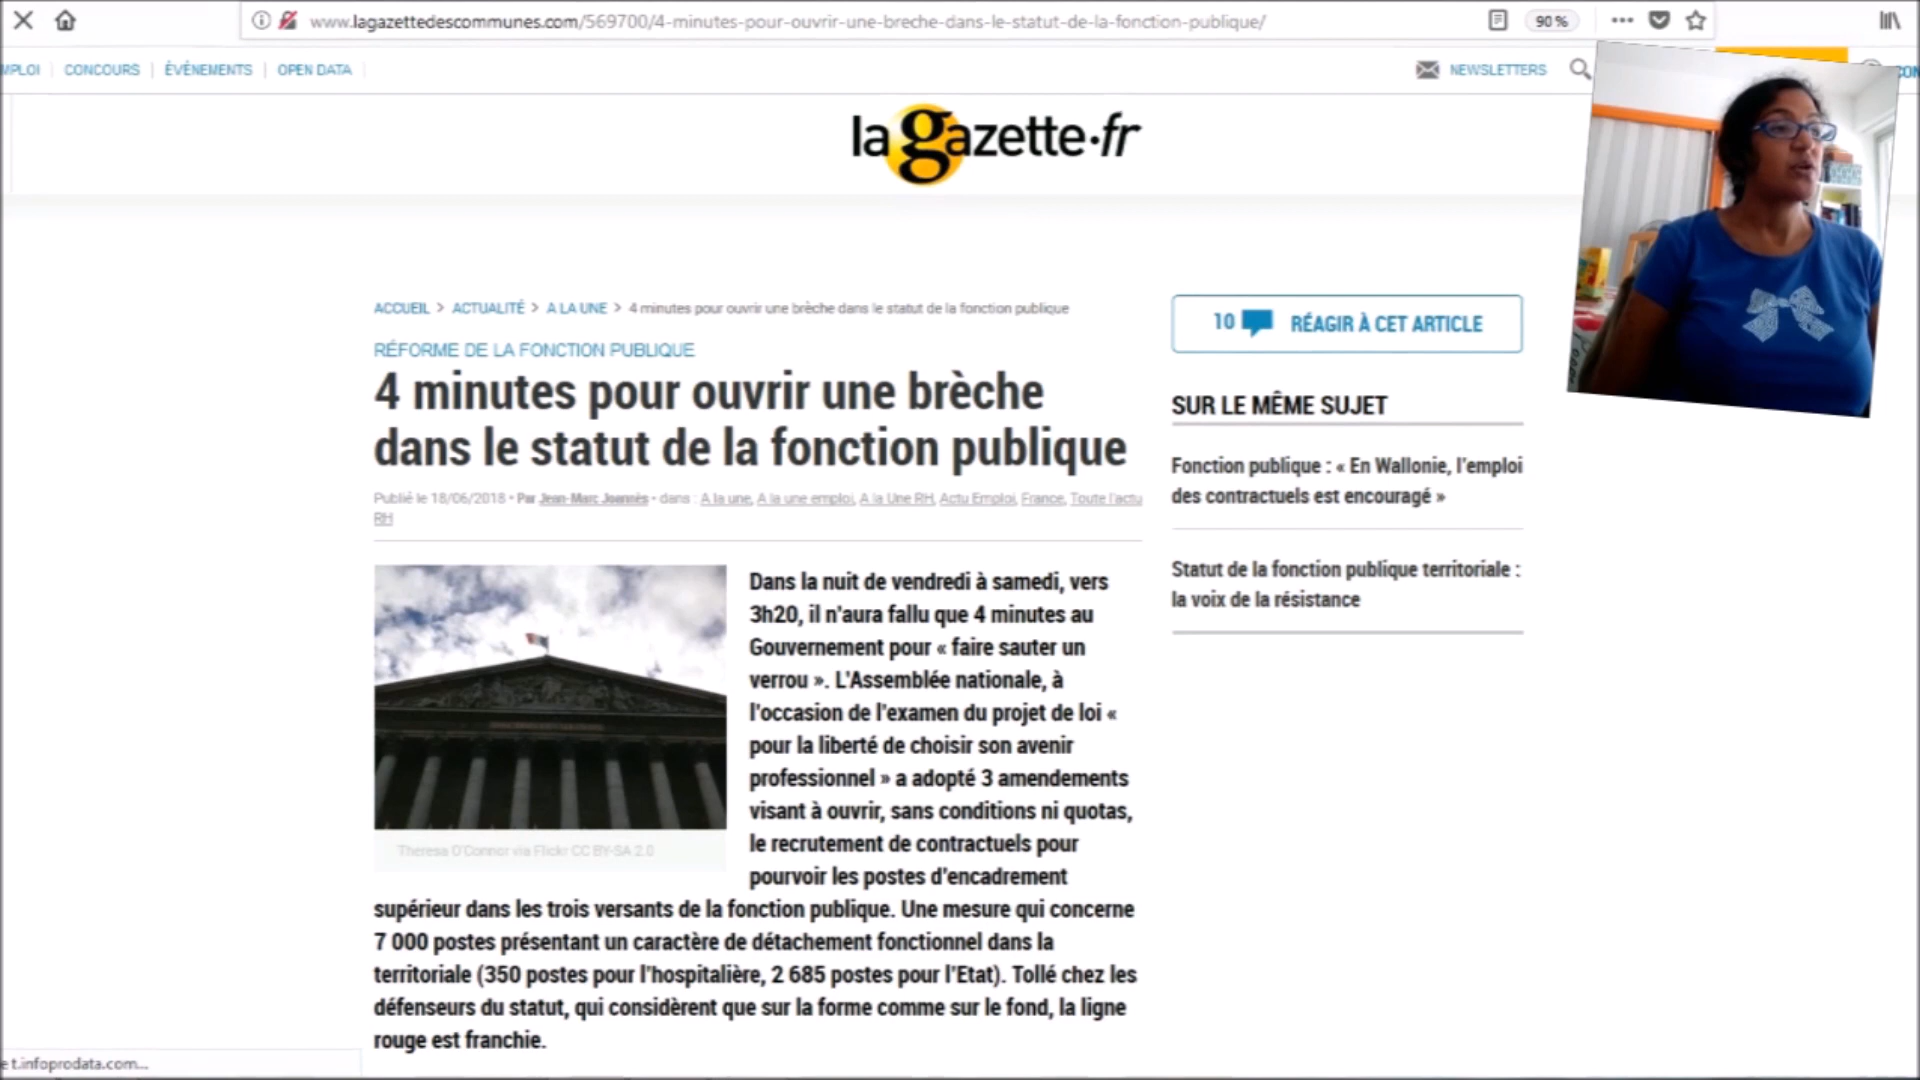 www.lagazettedescommunes.com/569700/4-minutes-pour-ouvrir-une-breche-dans-le-statut-de-la-fonction-publique/
90 %
MPLOI
CONCOURS
ÉVÉNEMENTS
OPEN DATA
NEWSLETTERS
CON
la gazette·fr
ACCUEIL > ACTUALITÉ > A LA UNE > 4 minutes pour ouvrir une brèche dans le statut de la fonction publique
RÉFORME DE LA FONCTION PUBLIQUE
4 minutes pour ouvrir une brèche
dans le statut de la fonction publique
Publié le 18/06/2018 • Par Jean-Marc Joannès • dans : A la une, A la une emploi, A la Une RH, Actu Emploi, France, Toute l'actu
RH
Dans la nuit de vendredi à samedi, vers
3h20, il n'aura fallu que 4 minutes au
Gouvernement pour « faire sauter un
verrou ». L'Assemblée nationale, à
l'occasion de l'examen du projet de loi «
pour la liberté de choisir son avenir
professionnel » a adopté 3 amendements
visant à ouvrir, sans conditions ni quotas,
le recrutement de contractuels pour
pourvoir les postes d'encadrement
Theresa O'Connor via Flickr CC BY-SA 2.0
supérieur dans les trois versants de la fonction publique. Une mesure qui concerne
7 000 postes présentant un caractère de détachement fonctionnel dans la
territoriale (350 postes pour l'hospitalière, 2 685 postes pour l'Etat). Tollé chez les
défenseurs du statut, qui considèrent que sur la forme comme sur le fond, la ligne
rouge est franchie.
10 RÉAGIR À CET ARTICLE
SUR LE MÊME SUJET
Fonction publique : « En Wallonie, l'emploi
des contractuels est encouragé »
Statut de la fonction publique territoriale :
la voix de la résistance
e t.infoprodata.com...